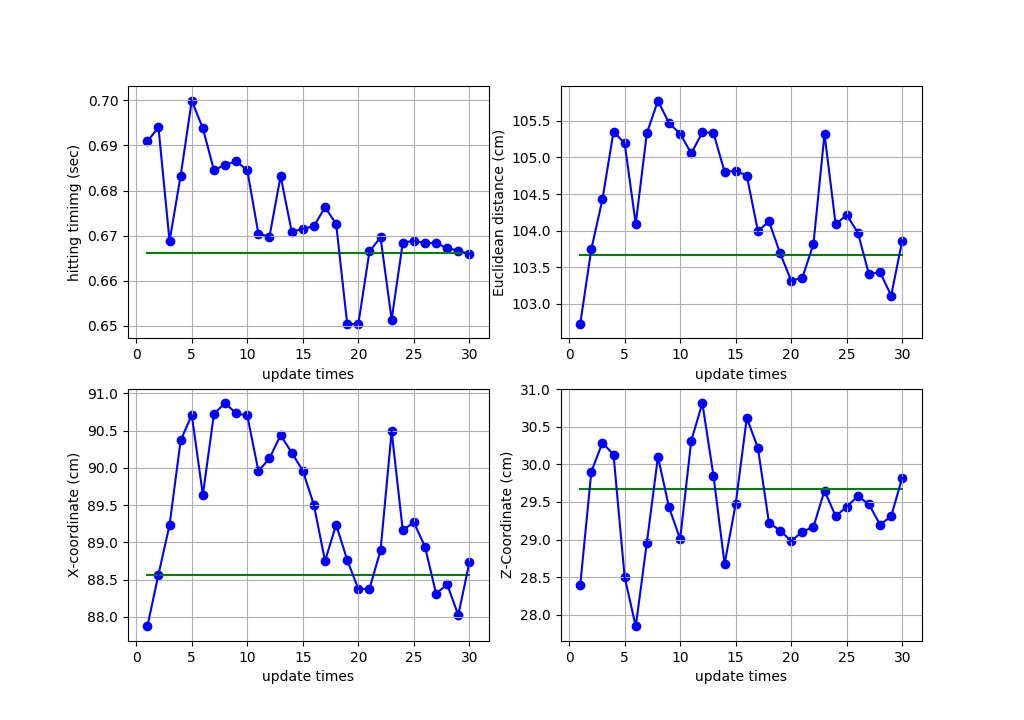 hitting timimg (sec)
0.70
0.69
0.68
0.67
0.66
0.65
0 5 10 15 20 25 30
update times
Euclidean distance (cm)
105.5
105.0
104.5
104.0
103.5
103.0
0 5 10 15 20 25 30
update times
X-coordinate (cm)
91.0
90.5
90.0
89.5
89.0
88.5
88.0
0 5 10 15 20 25 30
update times
Z-Coordinate (cm)
31.0
30.5
30.0
29.5
29.0
28.5
28.0
0 5 10 15 20 25 30
update times